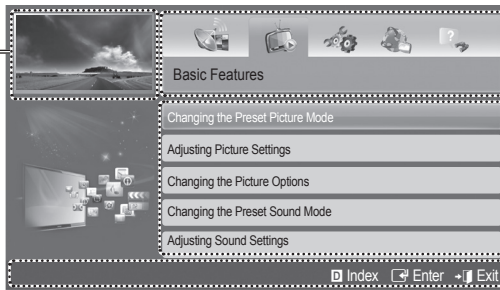 Basic Features
Changing the Preset Picture Mode
Adjusting Picture Settings
Changing the Picture Options
Changing the Preset Sound Mode
Adjusting Sound Settings
D Index Enter Exit